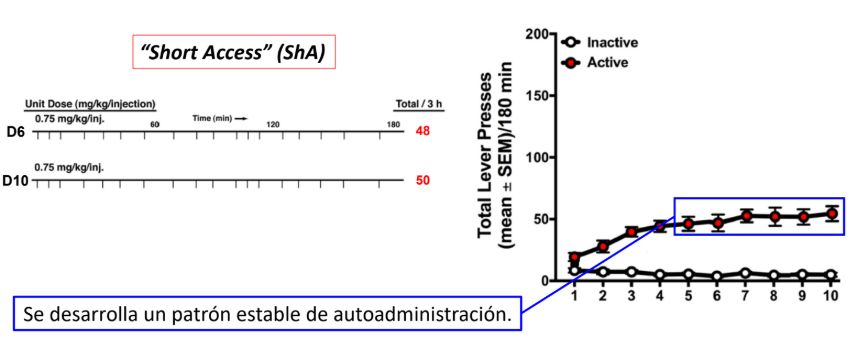 “Short Access” (ShA)
Unit Dose (mg/kg/injection)
Total / 3 h
0.75 mg/kg/inj.
60
Time (min)
120
180
D6
48
0.75 mg/kg/inj.
D10
50
Total Lever Presses
(mean ± SEM)/180 min
200
150
100
50
0
Inactive
Active
1 2 3 4 5 6 7 8 9 10
Se desarrolla un patrón estable de autoadministración.